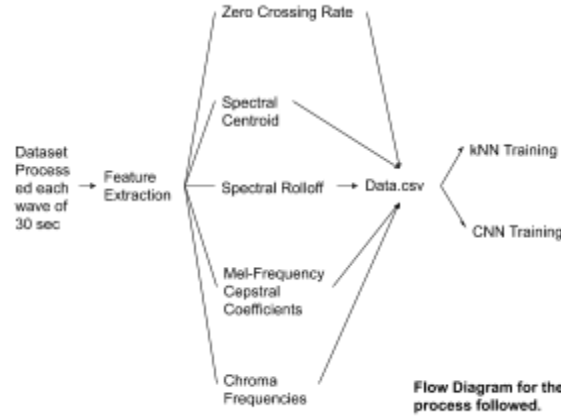 Zero Crossing Rate
Spectral
Centroid
Dataset
Process
ed each
wave of
30 sec
Feature
Extraction
Spectral Rolloff
Data.csv
kNN Training
CNN Training
Mel-Frequency
Cepstral
Coefficients
Chroma
Frequencies
Flow Diagram for the
process followed.